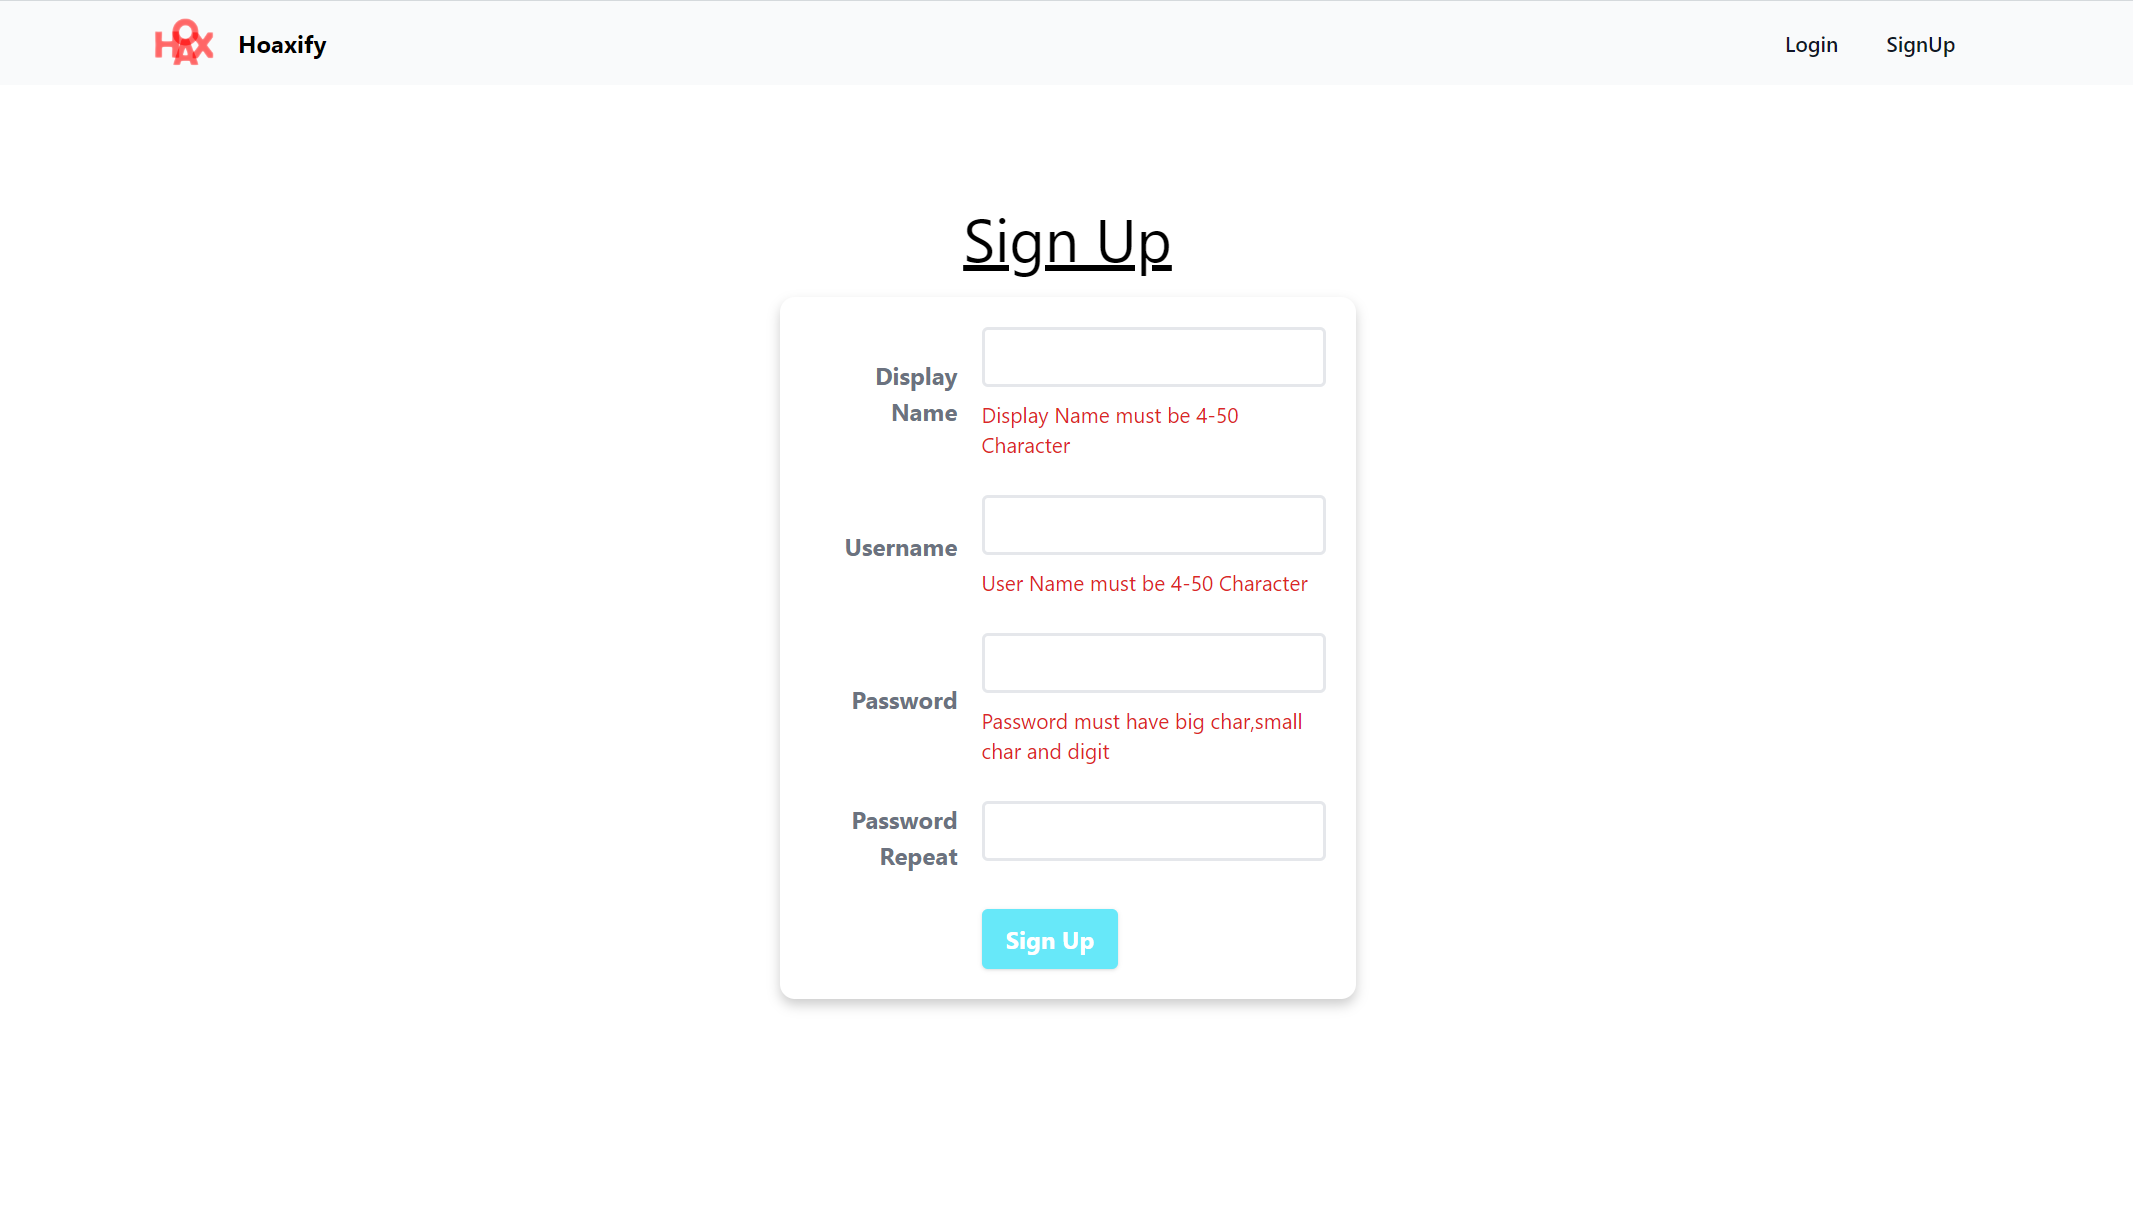 HOAX
Hoaxify
Login
SignUp
Sign Up
Display
Name
Display Name must be 4-50
Character
Username
User Name must be 4-50 Character
Password
Password must have big char,small
char and digit
Password
Repeat
Sign Up